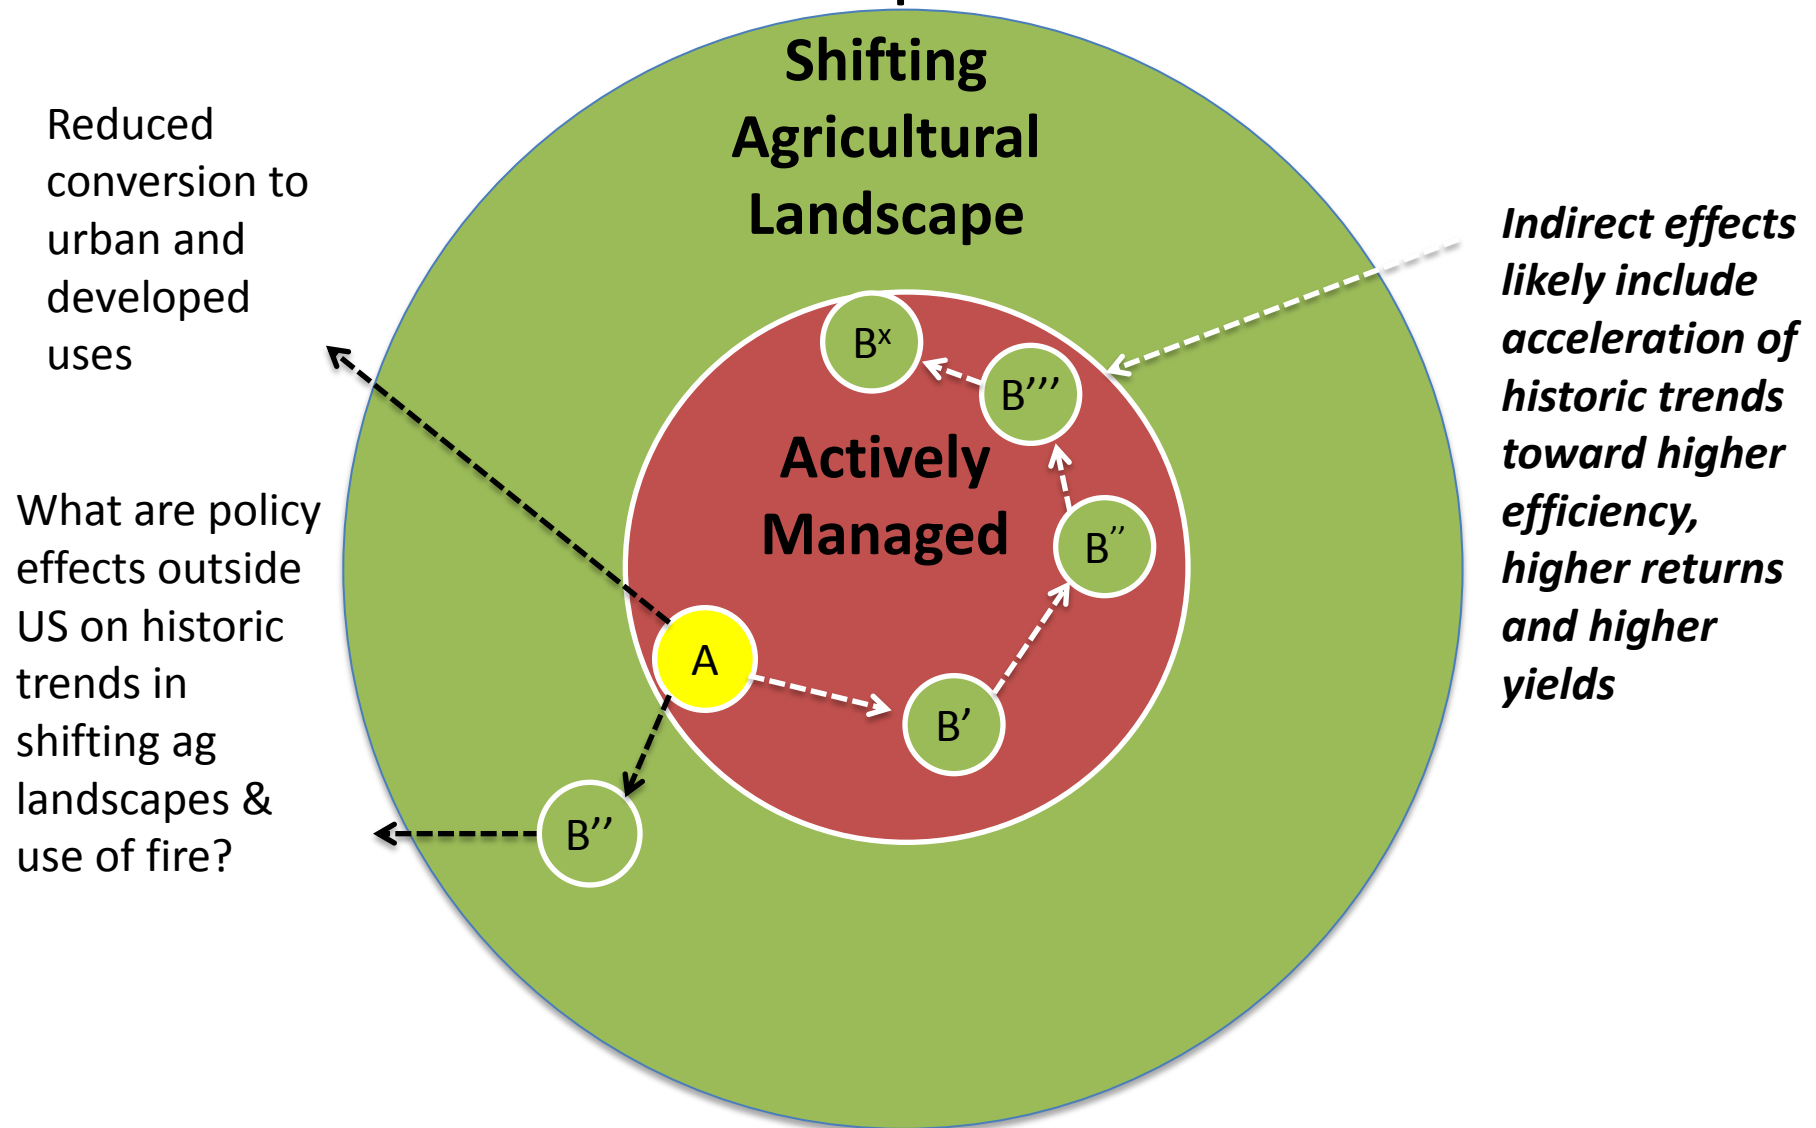 Shifting
Agricultural
Landscape
Reduced
conversion to
urban and
developed
uses
What are policy
effects outside
US on historic
trends in
shifting ag
landscapes &
use of fire?
Actively
Managed
Bˣ
B’’’
B’’
B’
A
B’’
Indirect effects
likely include
acceleration of
historic trends
toward higher
efficiency,
higher returns
and higher
yields